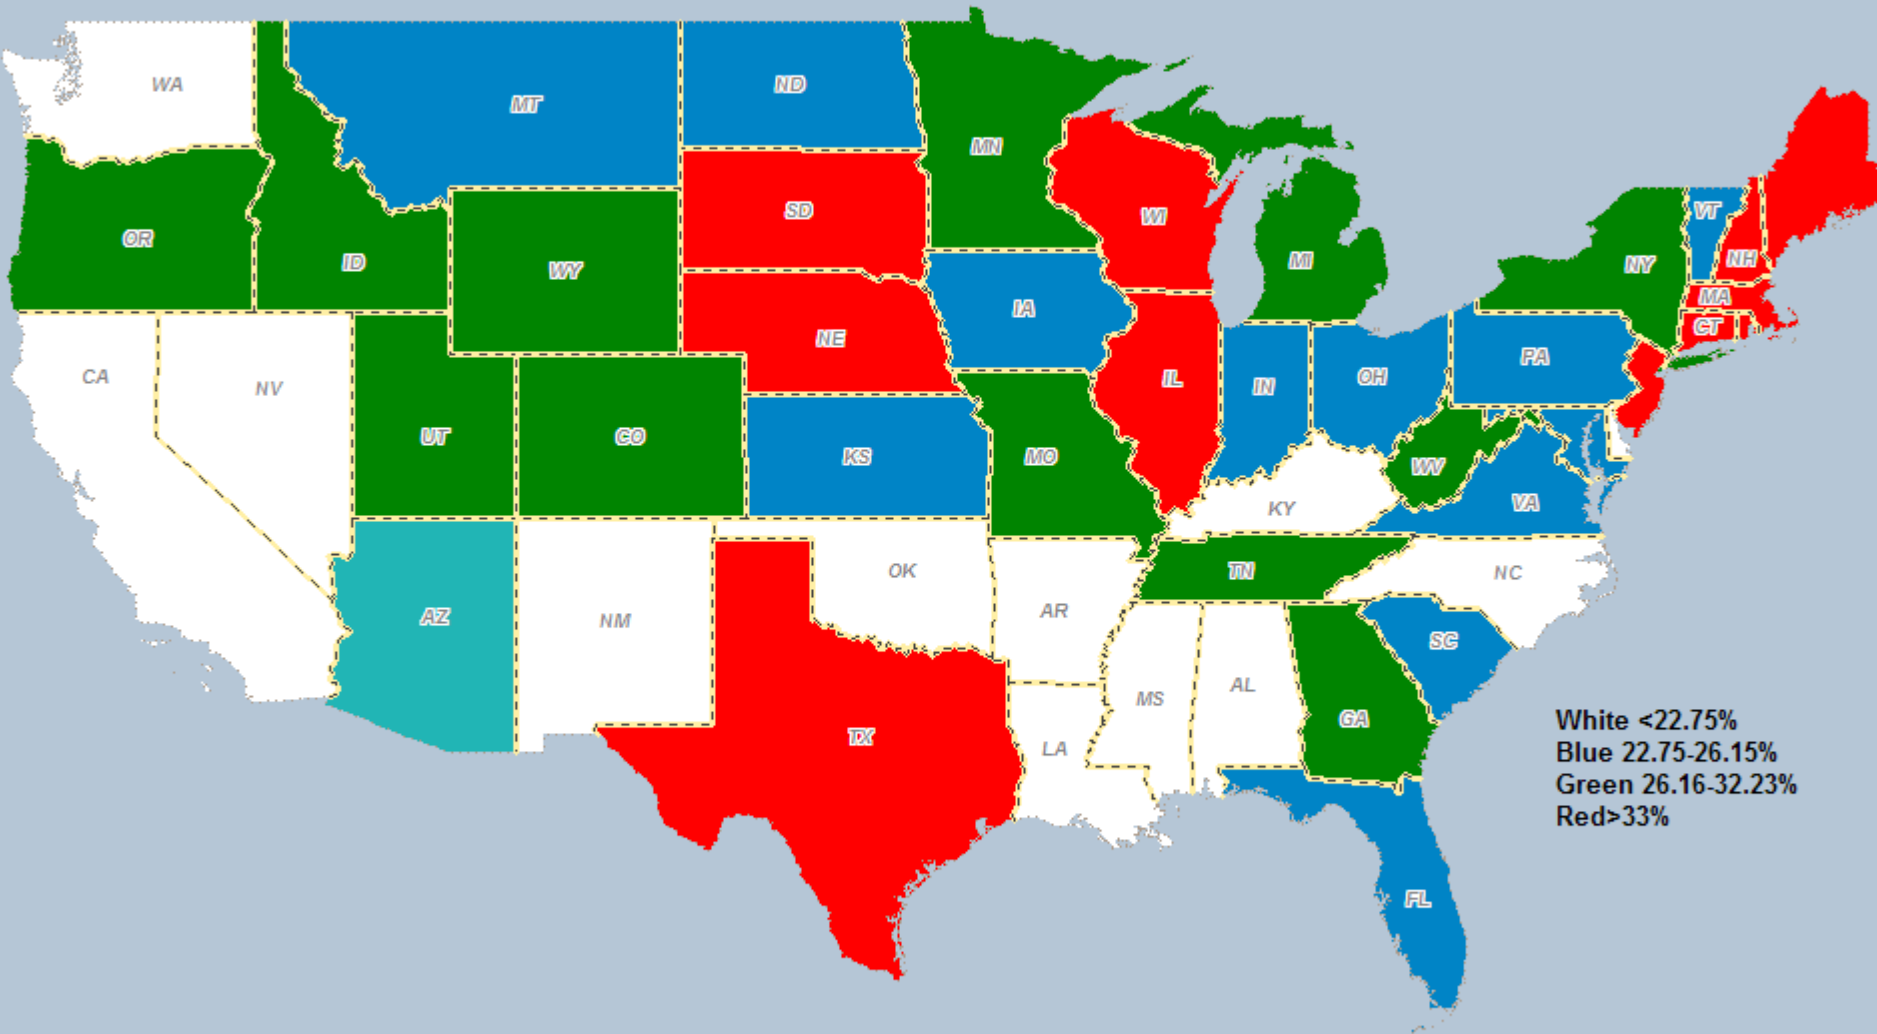 WA
MT
ND
MN
OR
ID
WY
SD
WI
MI
VT
NH
NY
MA
CT
CA
NV
UT
CO
NE
IA
IL
IN
OH
PA
KS
MO
KY
WV
VA
AZ
NM
OK
AR
TN
NC
SC
TX
LA
MS
AL
GA
FL
White <22.75%
Blue 22.75-26.15%
Green 26.16-32.23%
Red>33%